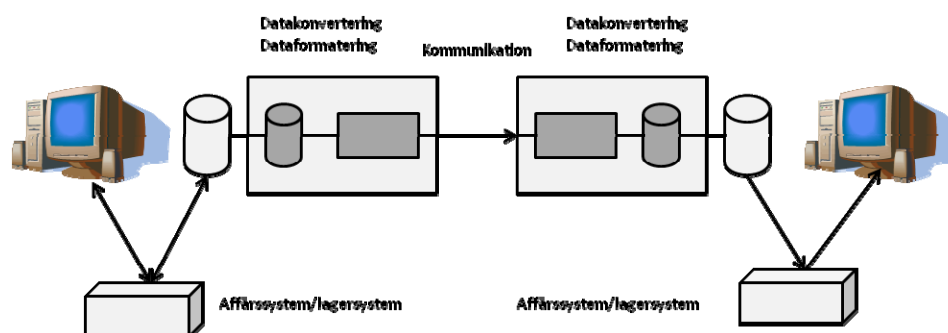 Datakonvertering
Dataformatering
Kommunikation
Datakonvertering
Dataformatering
Affärssystem/lagersystem
Affärssystem/lagersystem